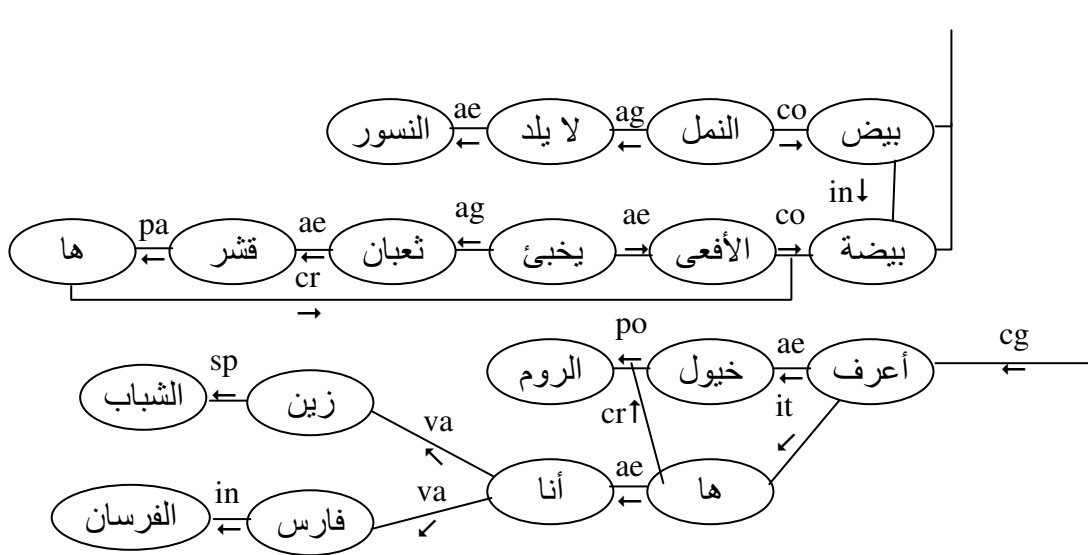 co ag ae
بيض النمل لا يلد النسور
in↓
co ae ag ae pa
بيضة الأفعى يخبئ ثعبان قشر ها
cr
cg ae po
أعرف خيول الروم
it cr↑
sp
زين الشباب
va
ae
ها أنا
va in
فارس الفرسان